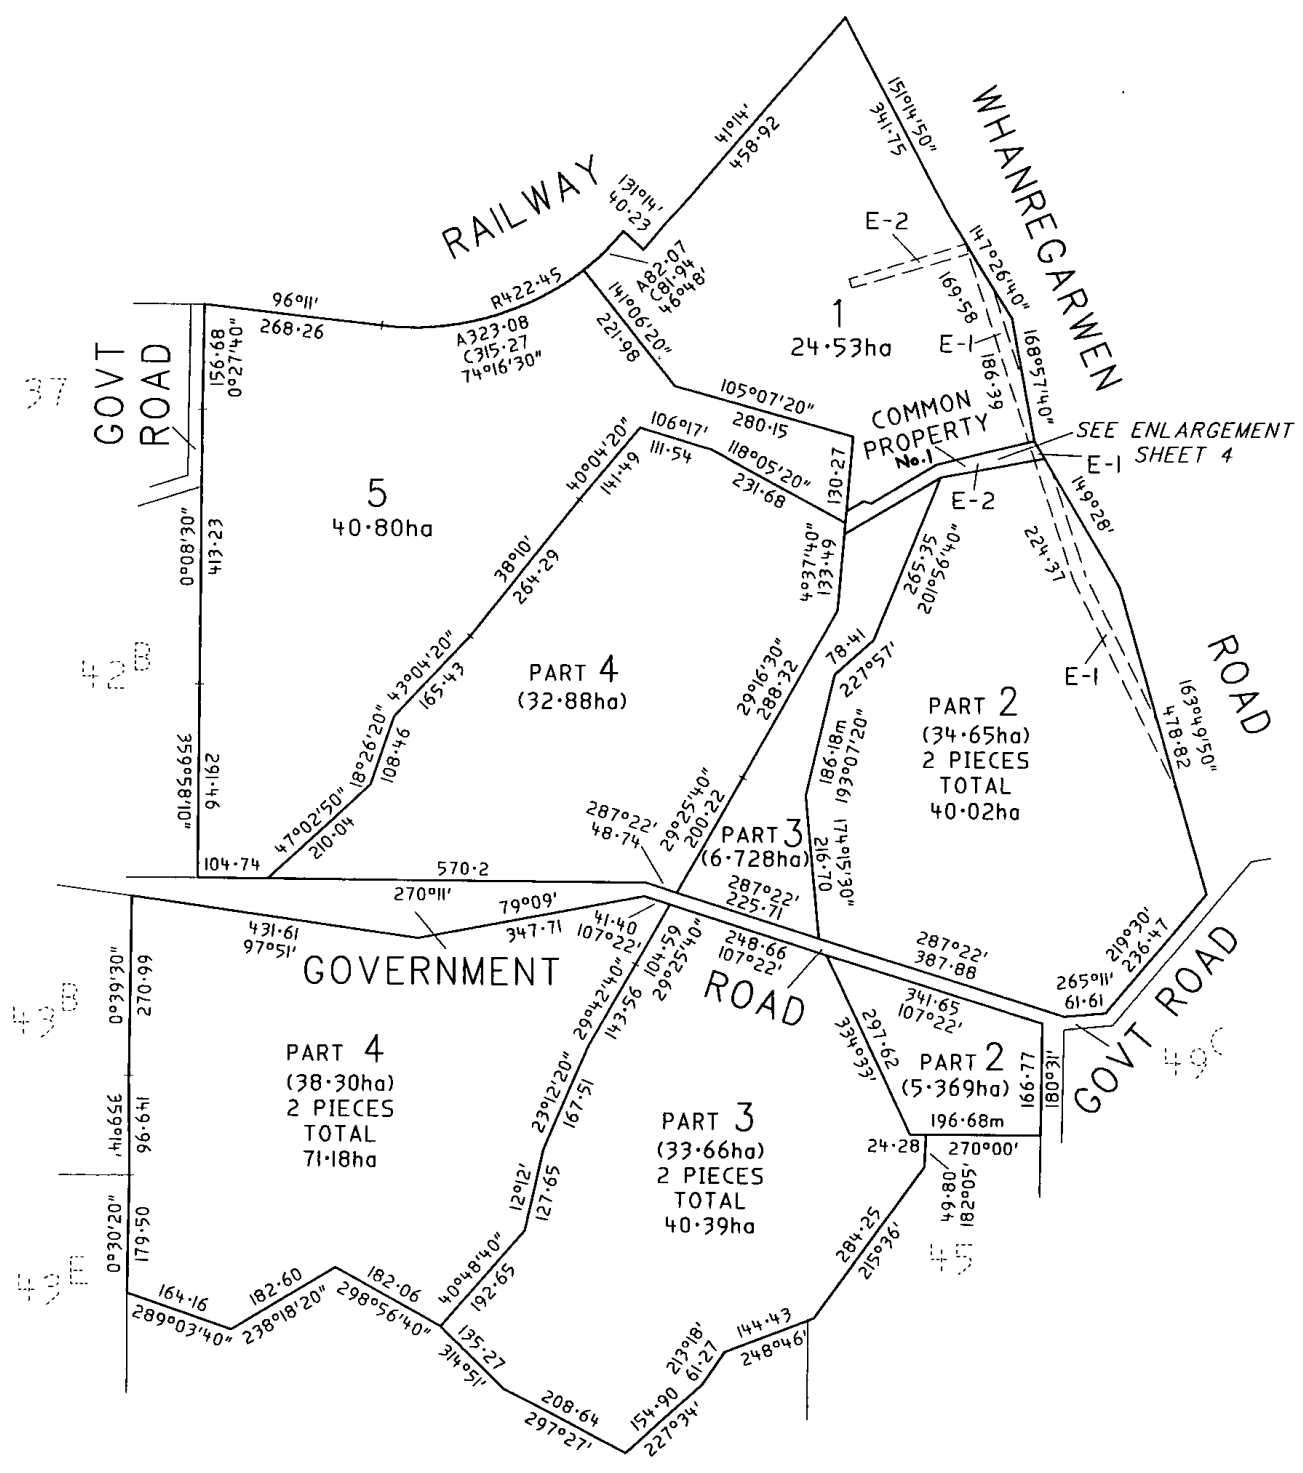 WHANREGARWEN
ROAD
RAILWAY
151°14'50"
341·75
41°14'
458·92
131°14'
40·23
A82·07
C81·94
46°48'
R422·45
A323·08
C315·27
74°16'30"
96°11'
268·26
GOVT
ROAD
156·68
0°27'40"
37
141°06'20"
221·98
E-2
147°26'40"
169·58
1
24·53ha
E-1
186·39
168°57'40"
105°07'20"
280·15
COMMON
PROPERTY
No.1
SEE ENLARGEMENT
SHEET 4
E-1
E-2
130·27
106°17'
111·54
118°05'20"
231·68
40°04'20"
141·49
5
40·80ha
0°08'30"
413·23
38°10'
264·29
4°37'40"
133·49
265·35
201°56'40"
149°28'
224·37
E-1
163°49'50"
478·82
42B
43°04'20"
165·43
PART 4
(32·88ha)
29°16'30"
288·32
78·41
227°57'
PART 2
(34·65ha)
2 PIECES
TOTAL
40·02ha
186·18m
193°07'20"
359°58'10"
291·46
18°26'20"
108·46
47°02'50"
210·04
104·74
570·2
270°11'
287°22'
48·74
29°25'40"
200·22
PART 3
(6·728ha)
216·70
174°15'30"
287°22'
225·71
287°22'
387·88
219°30'
236·47
265°11'
61·61
GOVT ROAD
49C
431·61
97°51'
79°09'
347·71
41·40
107°22'
248·66
107°22'
341·65
107°22'
GOVERNMENT
ROAD
0°39'30"
270·99
43B
104·59
29°25'40"
29°42'40"
143·56
297·62
334°33'
PART 2
(5·369ha)
166·77
180°31'
196·68m
270°00'
24·28
49·80
182°05'
PART 4
(38·30ha)
2 PIECES
TOTAL
71·18ha
23°12'20"
167·51
PART 3
(33·66ha)
2 PIECES
TOTAL
40·39ha
359°14'
149·96
12°12'
127·65
0°30'20"
179·50
49E
40°48'40"
192·65
284·25
215°36'
45
164·16
289°03'40"
182·60
238°18'20"
182·06
298°56'40"
135·27
314°51'
208·64
297°27'
154·90
227°34'
213°18'
61·27
144·43
248°46'